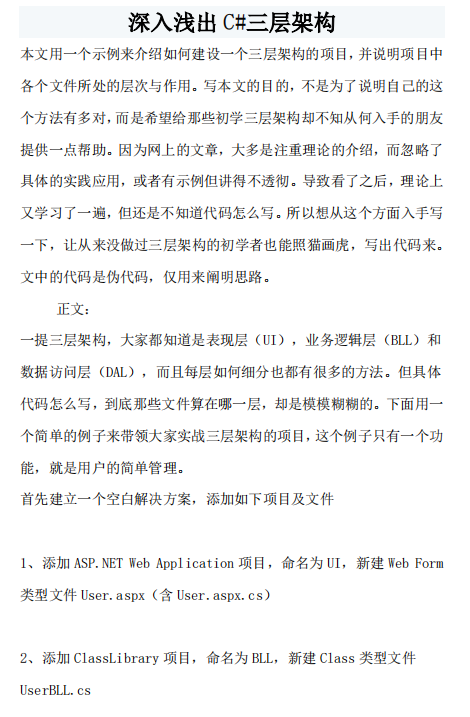 深入浅出 C#三层架构
本文用一个示例来介绍如何建设一个三层架构的项目，并说明项目中
各个文件所处的层次与作用。写本文的目的，不是为了说明自己的这
个方法有多对，而是希望给那些初学三层架构却不知从何入手的朋友
提供一点帮助。因为网上的文章，大多是注重理论的介绍，而忽略了
具体的实践应用，或者有示例但讲得不透彻。导致看了之后，理论上
又学习了一遍，但还是不知道代码怎么写。所以想从这个方面入手写
一下，让从来没做过三层架构的初学者也能照猫画虎，写出代码来。
文中的代码是伪代码，仅用来阐明思路。
正文：
一提三层架构，大家都知道是表现层（UI），业务逻辑层（BLL）和
数据访问层（DAL），而且每层如何细分也都有很多的方法。但具体
代码怎么写，到底那些文件算在哪一层，却是模模糊糊的。下面用一
个简单的例子来带领大家实战三层架构的项目，这个例子只有一个功
能，就是用户的简单管理。
首先建立一个空白解决方案，添加如下项目及文件
1、添加 ASP.NET Web Application 项目，命名为 UI，新建 Web Form
类型文件 User.aspx（含 User.aspx.cs）
2、添加 ClassLibrary 项目，命名为 BLL，新建 Class 类型文件
UserBLL.cs